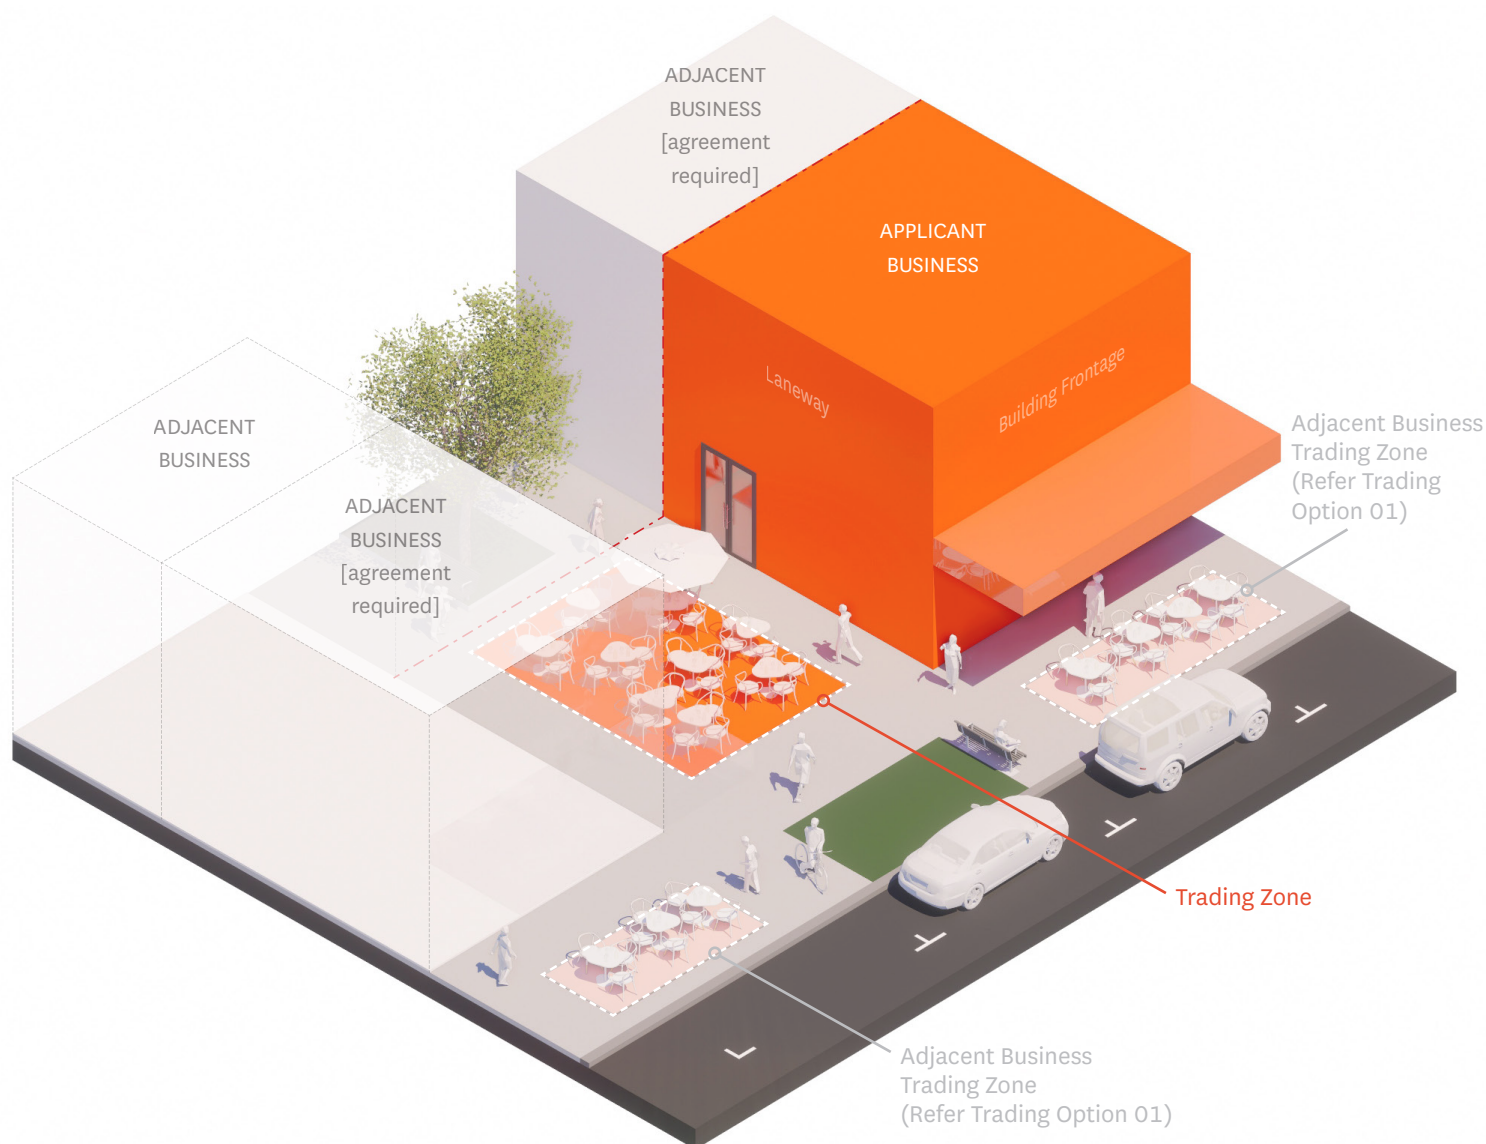 ADJACENT
BUSINESS
[agreement
required]
APPLICANT
BUSINESS
Laneway
Building Frontage
ADJACENT
BUSINESS
ADJACENT
BUSINESS
[agreement
required]
Adjacent Business
Trading Zone
(Refer Trading
Option 01)
Trading Zone
Adjacent Business
Trading Zone
(Refer Trading Option 01)